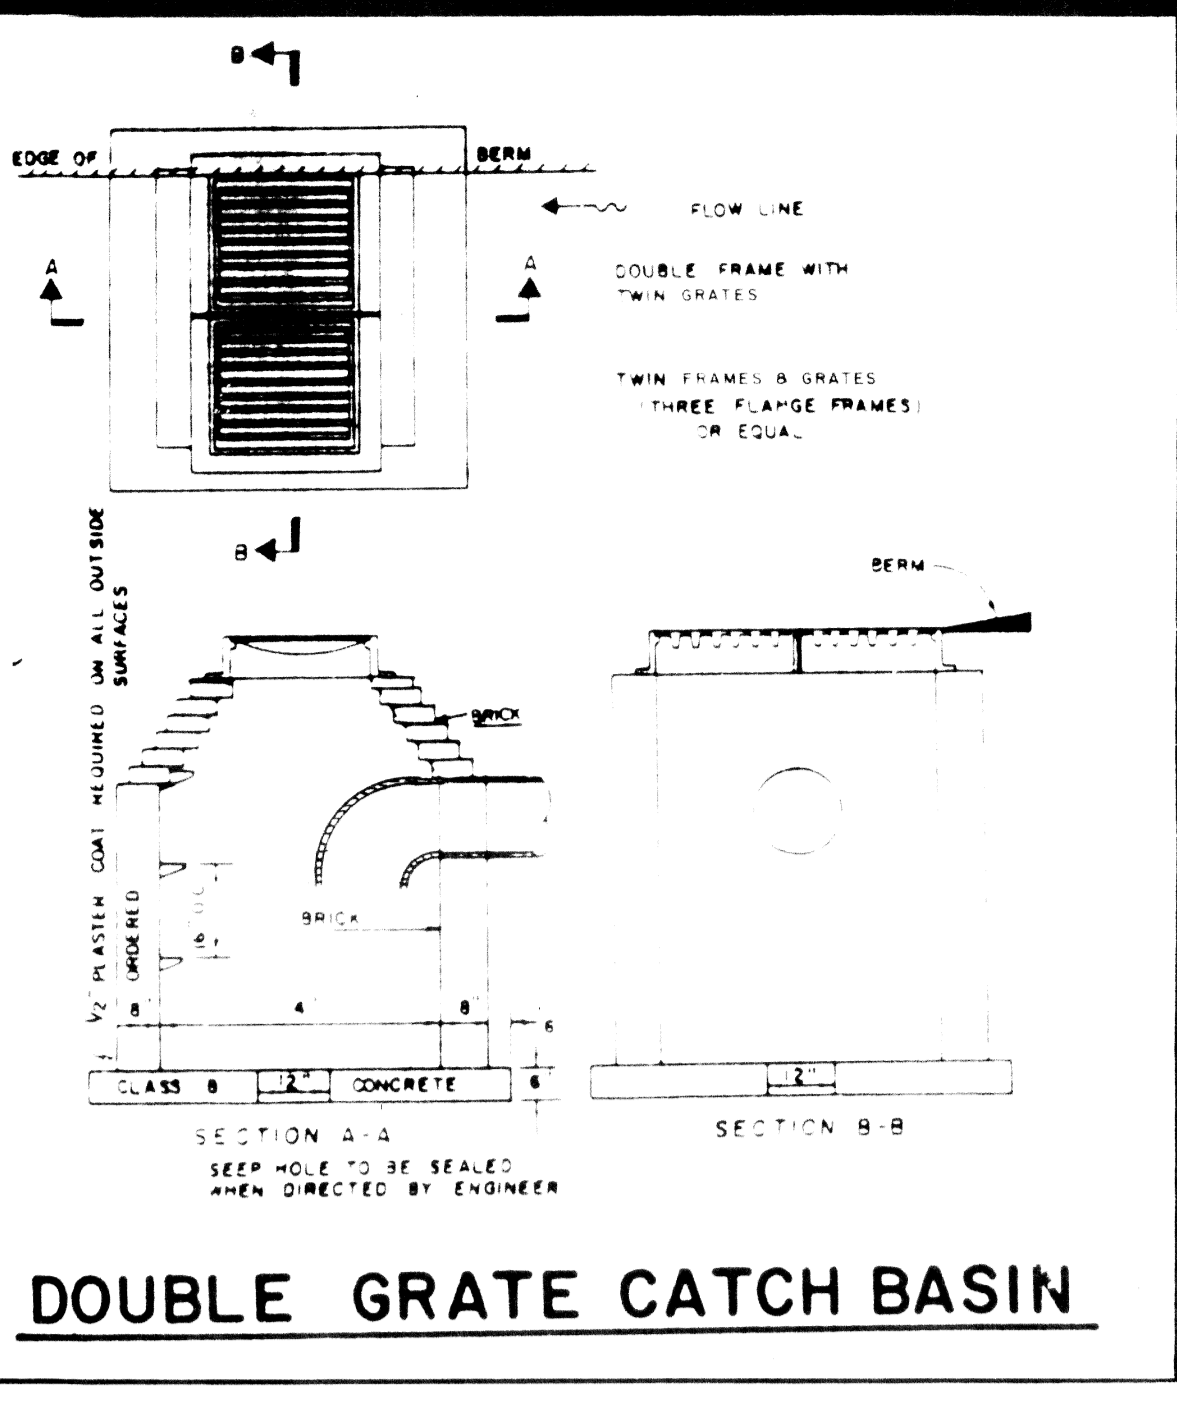 B
EDGE OF BERM
FLOW LINE
A A
DOUBLE FRAME WITH
TWIN GRATES
TWIN FRAMES & GRATES
(THREE FLANGE FRAMES)
OR EQUAL
B
1/2" PLASTER COAT REQUIRED ON ALL OUTSIDE
SURFACES
ORDERED
BERM
BRICK
BRICK
16" O.C.
8" 4' 8"
6
6"
CLASS B 12" CONCRETE
12"
SECTION A-A
SECTION B-B
SEEP HOLE TO BE SEALED
WHEN DIRECTED BY ENGINEER
DOUBLE GRATE CATCH BASIN